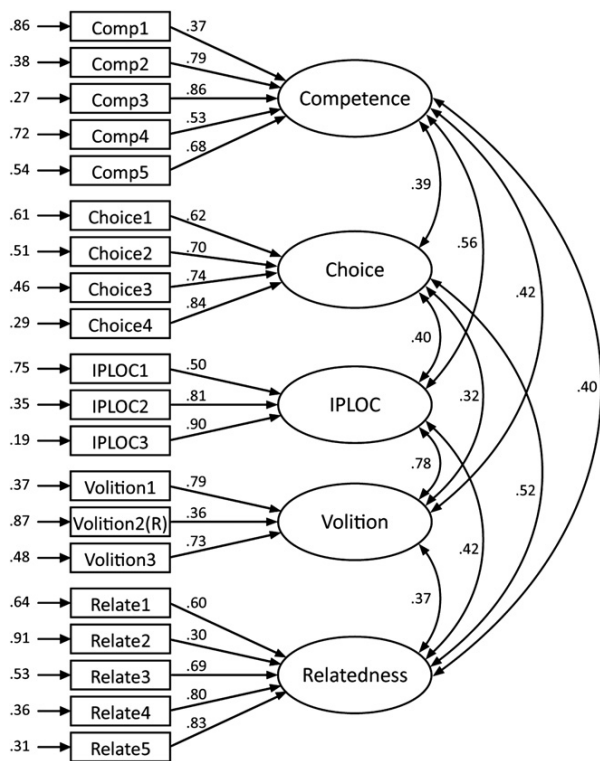 .86 Comp1 .37
.38 Comp2 .79
.27 Comp3 .86
.72 Comp4 .53
.54 Comp5 .68
Competence
.39
.56
.42
.40
.61 Choice1 .62
.51 Choice2 .70
.46 Choice3 .74
.29 Choice4 .84
Choice
.40
.32
.52
.75 IPLOC1 .50
.35 IPLOC2 .81
.19 IPLOC3 .90
IPLOC
.78
.42
.37 Volition1 .79
.87 Volition2(R) .36
.48 Volition3 .73
Volition
.37
.64 Relate1 .60
.91 Relate2 .30
.53 Relate3 .69
.36 Relate4 .80
.31 Relate5 .83
Relatedness